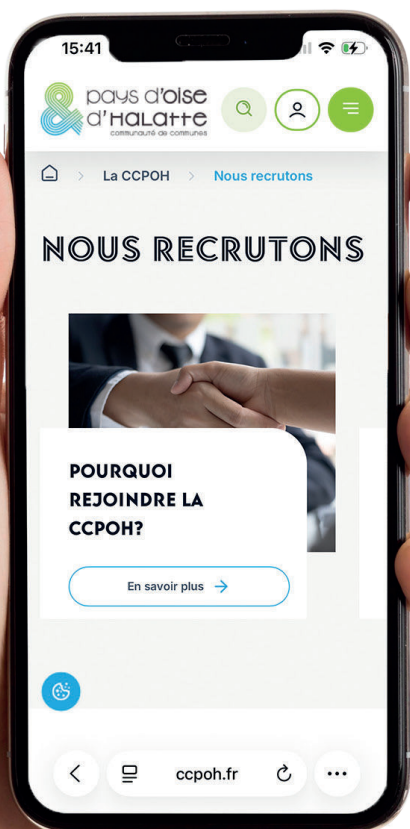 15:41
pays d'oise
d'Halatte
communauté de communes
La CCPOH
Nous recrutons
NOUS RECRUTONS
POURQUOI
REJOINDRE LA
CCPOH?
En savoir plus
ccpoh.fr